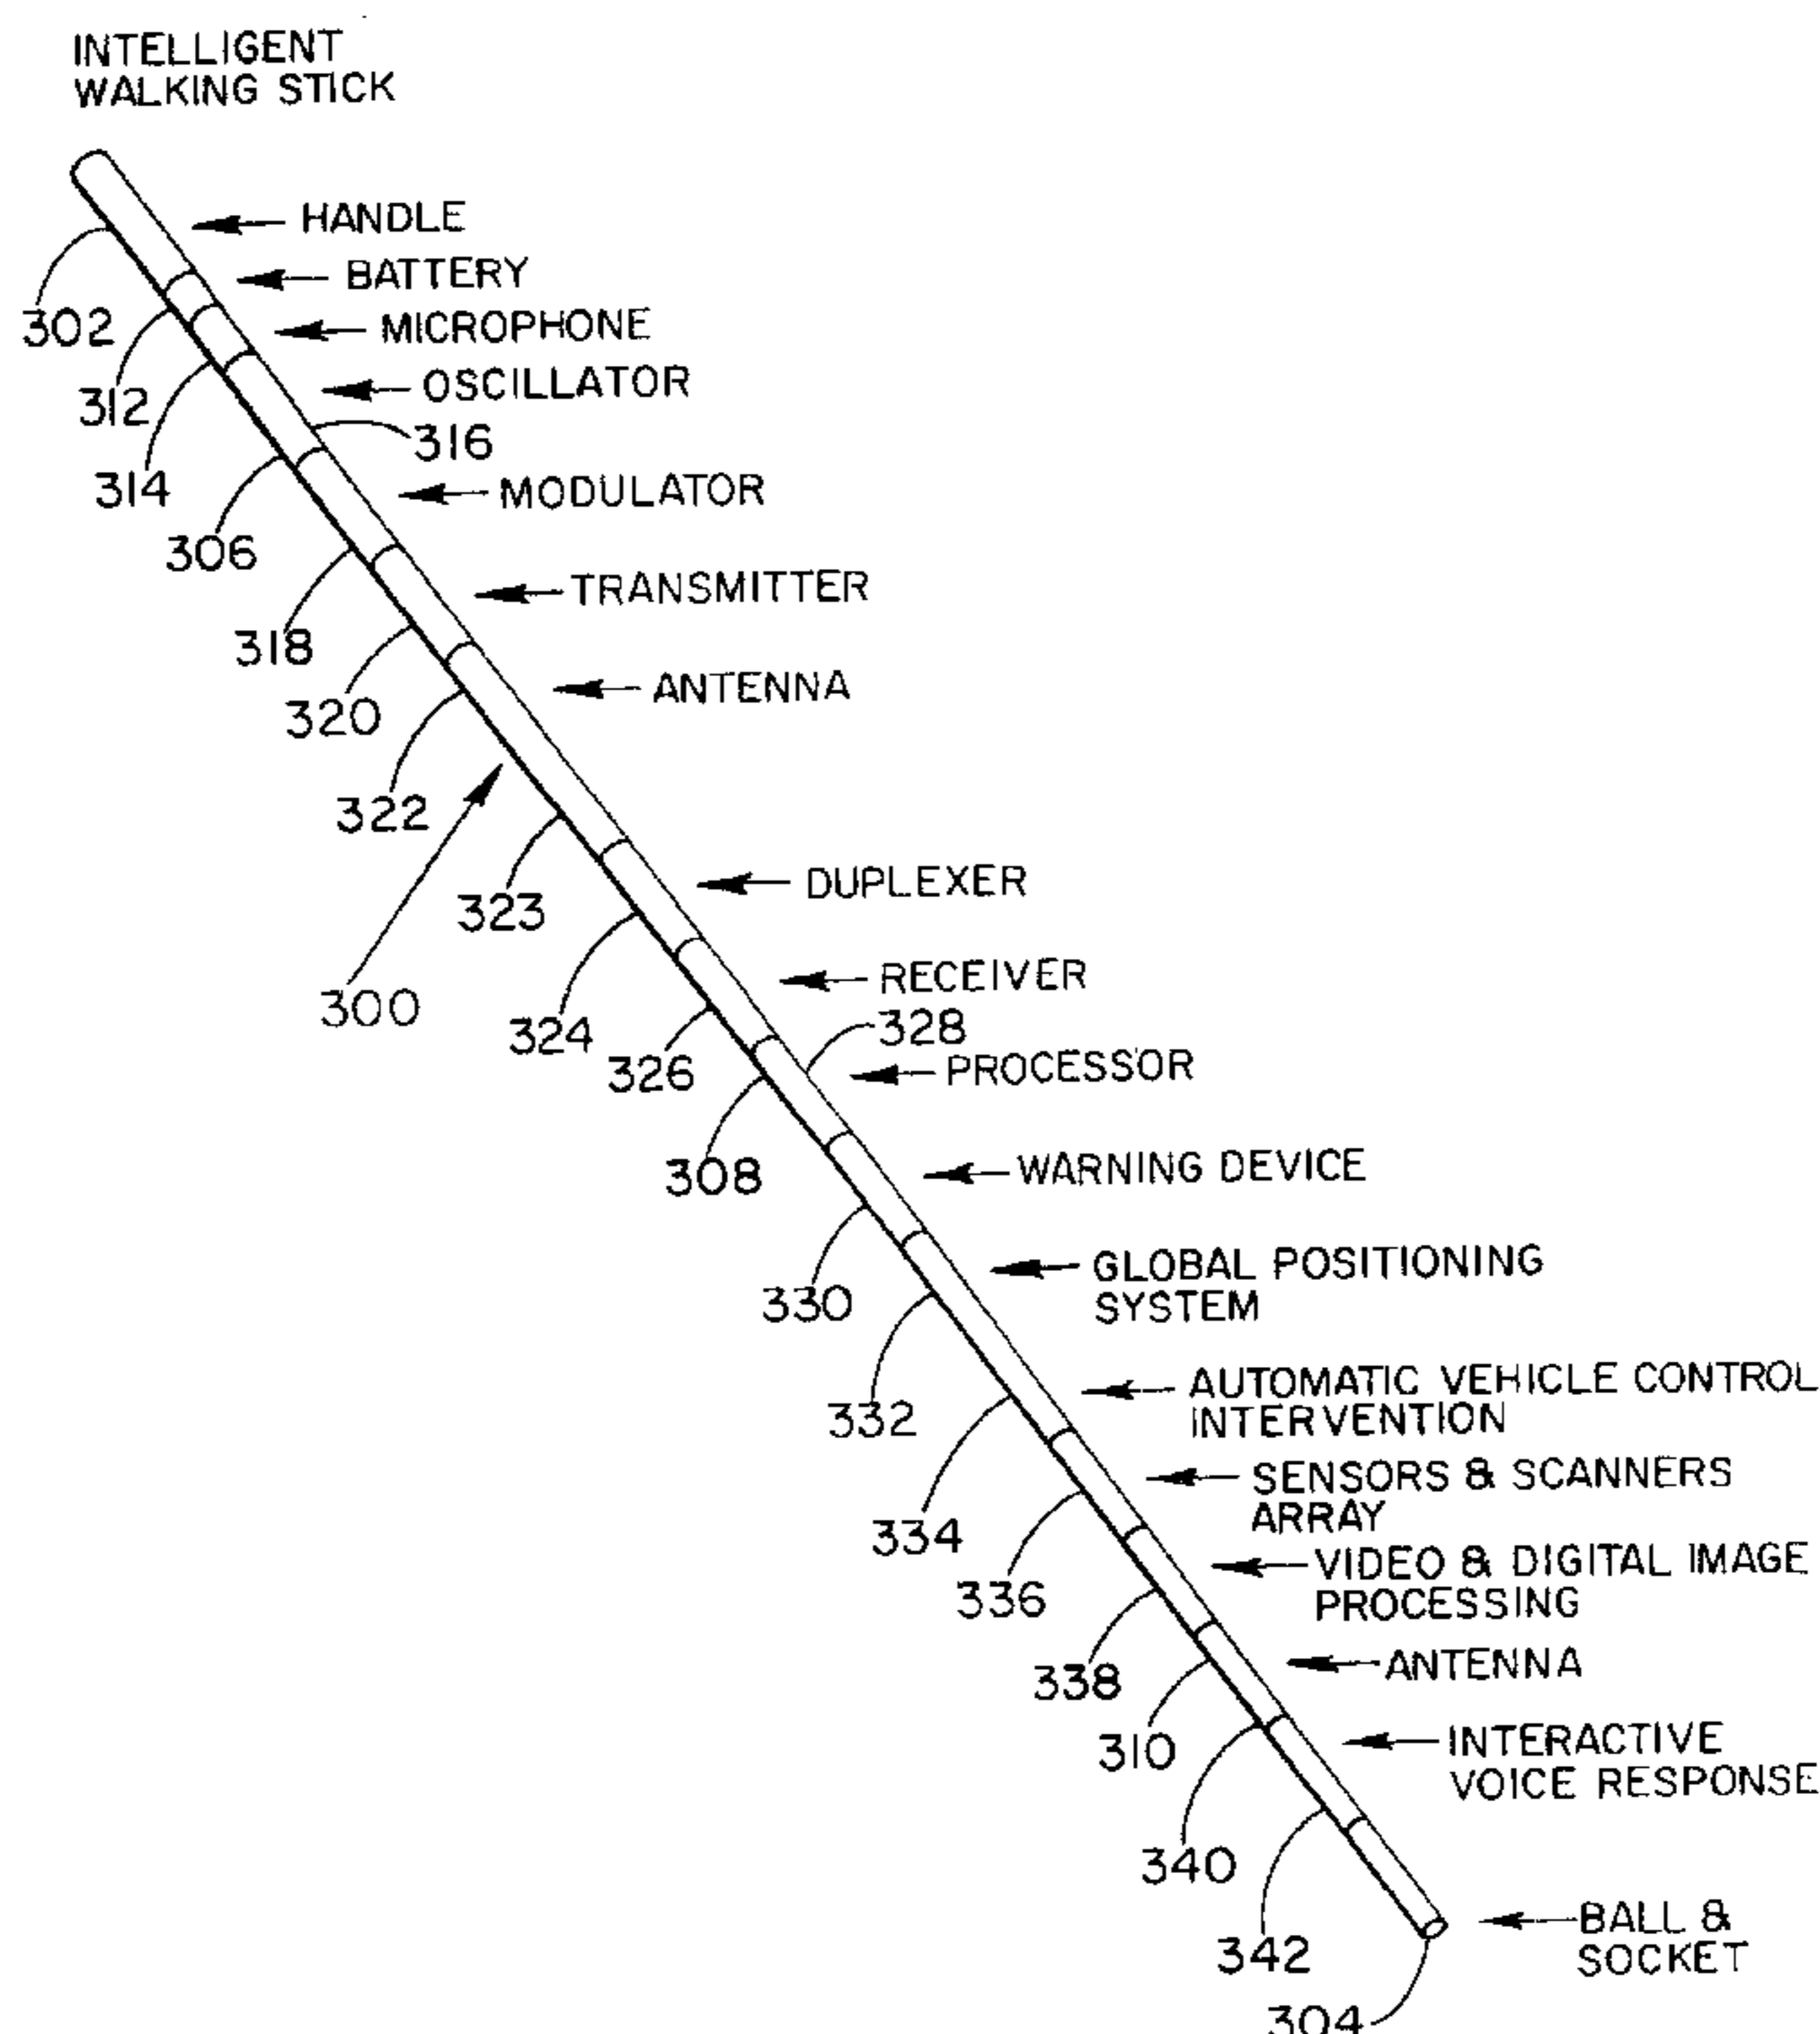 INTELLIGENT
WALKING STICK
HANDLE
BATTERY
302
MICROPHONE
312
OSCILLATOR
316
314
MODULATOR
306
TRANSMITTER
318
ANTENNA
320
322
DUPLEXER
323
RECEIVER
300
328
324
PROCESSOR
326
WARNING DEVICE
308
GLOBAL POSITIONING
SYSTEM
330
AUTOMATIC VEHICLE CONTROL
INTERVENTION
332
SENSORS & SCANNERS
ARRAY
334
VIDEO & DIGITAL IMAGE
PROCESSING
336
ANTENNA
338
INTERACTIVE
VOICE RESPONSE
310
340
BALL &
SOCKET
342
304